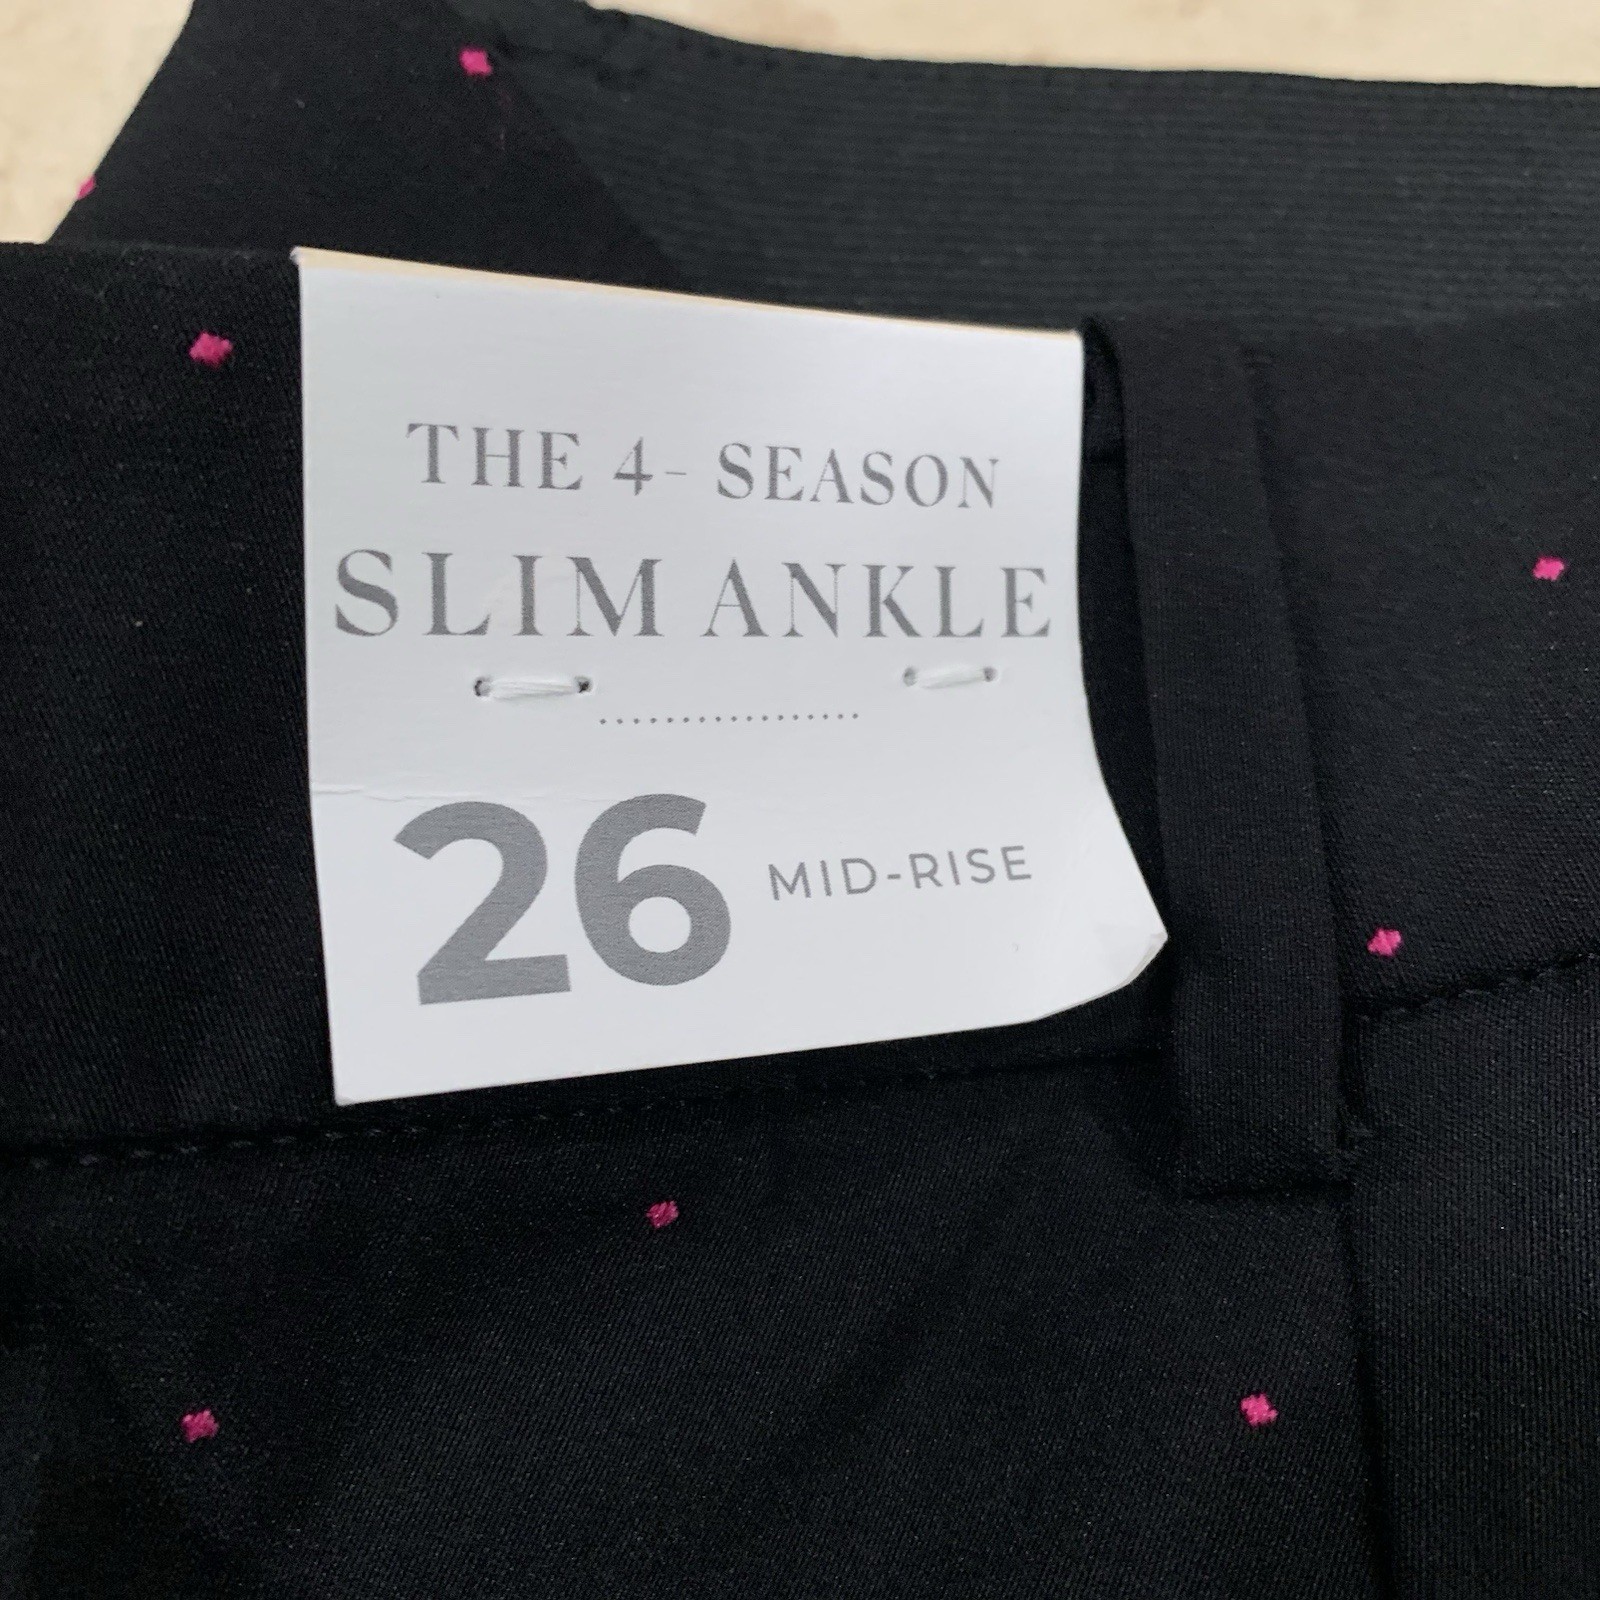 THE 4- SEASON
SLIM ANKLE
26 MID-RISE